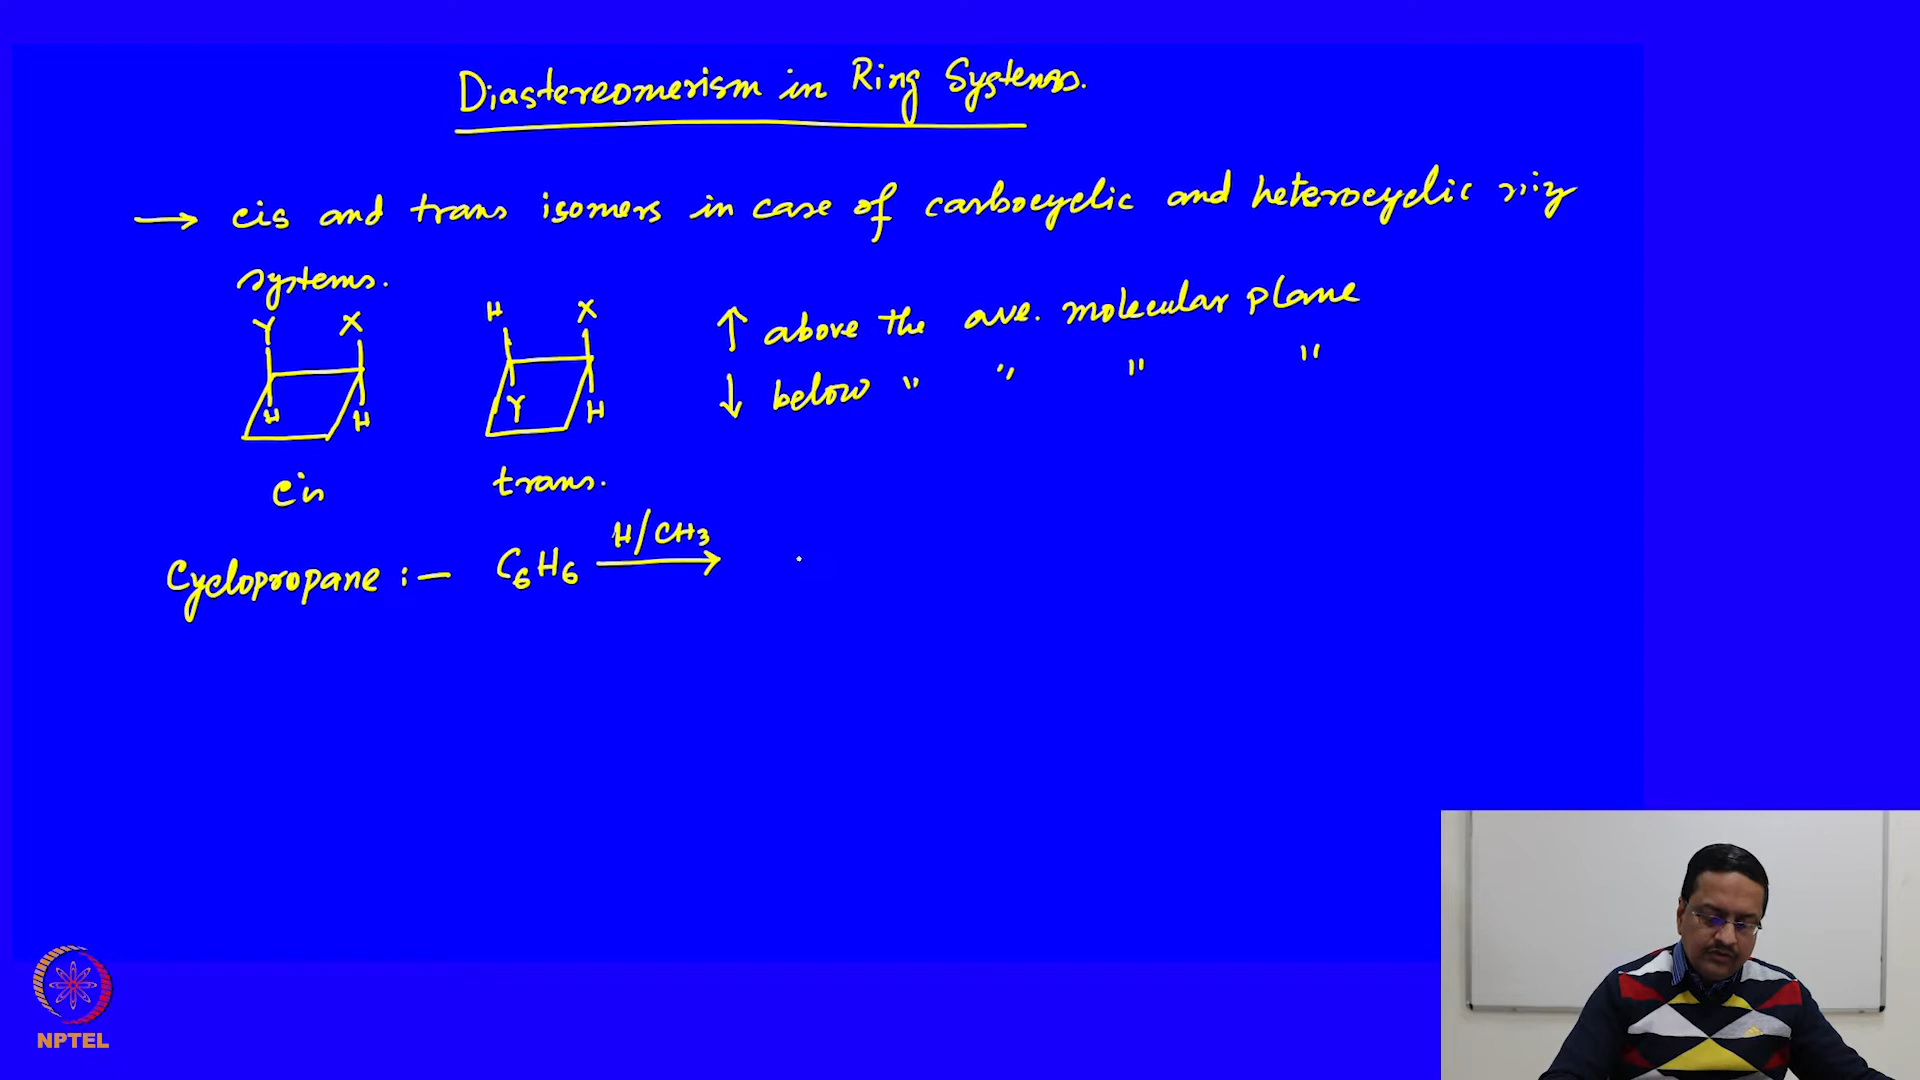 Diastereomerism in Ring Systems.
→ cis and trans isomers in case of carbocyclic and heterocyclic ring
systems.
Y X H X ↑ above the ave. molecular plane
H H Y H ↓ below " " " "
cis trans.
Cyclopropane :— C6H6 H/CH3 →
NPTEL